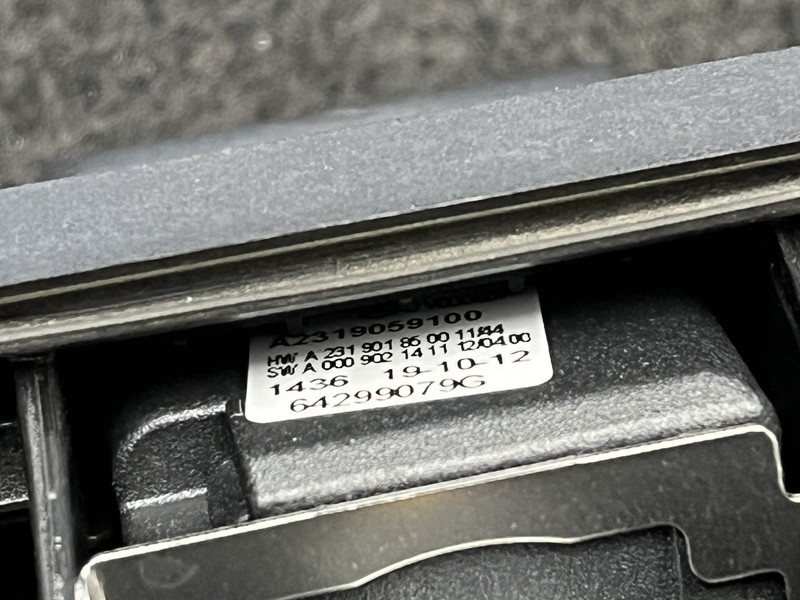 A2319059100
HW A 231 901 85 00 11/44
SW A 000 902 14 11 12/04 00
1436 19-10-12
64299079G